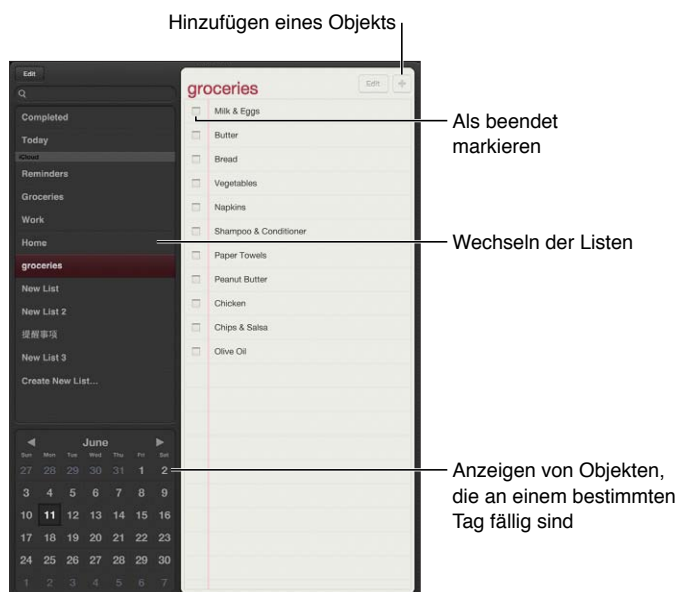 Hinzufügen eines Objekts
Edit
Completed
Today
iCloud
Reminders
Groceries
Work
Home
groceries
New List
New List 2
提醒事项
New List 3
Create New List...
June
Sun Mon Tue Wed Thu Fri Sat
27 28 29 30 31 1 2
3 4 5 6 7 8 9
10 11 12 13 14 15 16
17 18 19 20 21 22 23
24 25 26 27 28 29 30
1 2 3 4 5 6 7
groceries
Edit +
Milk & Eggs
Butter
Bread
Vegetables
Napkins
Shampoo & Conditioner
Paper Towels
Peanut Butter
Chicken
Chips & Salsa
Olive Oil
Als beendet
markieren
Wechseln der Listen
Anzeigen von Objekten,
die an einem bestimmten
Tag fällig sind